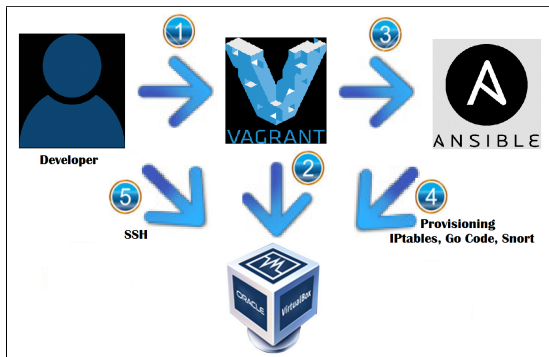 1
3
VAGRANT
ANSIBLE
Developer
2
5
4
SSH
Provisioning
IPtables, Go Code, Snort
ORACLE
VirtualBox